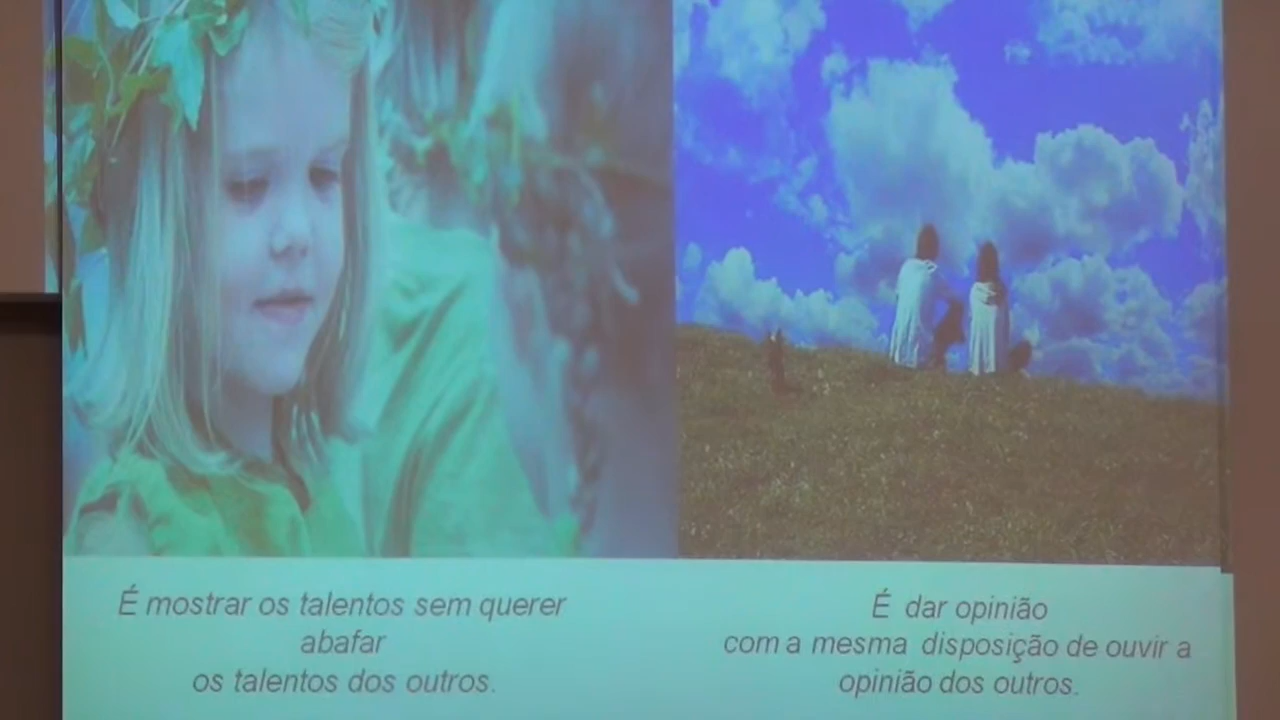 É mostrar os talentos sem querer
abafar
os talentos dos outros.
É dar opinião
com a mesma disposição de ouvir a
opinião dos outros.